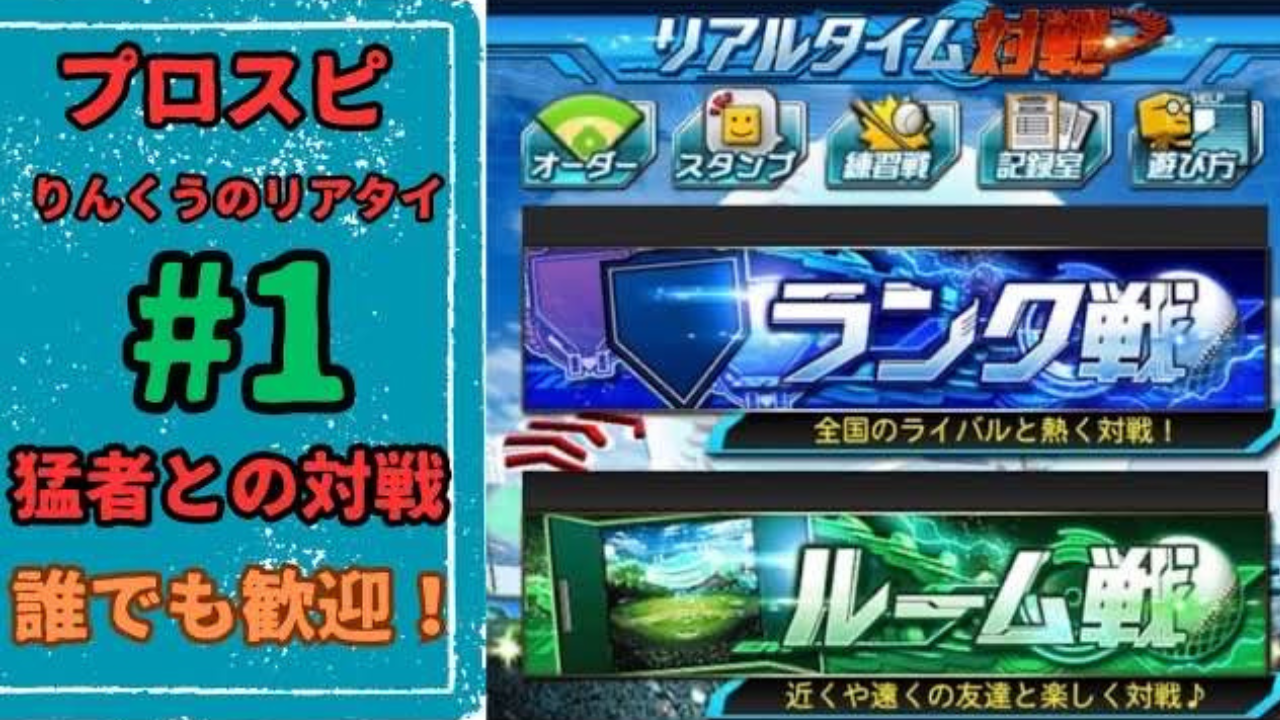 プロスピ
りんくうのリアタイ
#1
猛者との対戦
誰でも歓迎！
リアルタイム対戦
オーダー
スタンプ
練習戦
記録室
HELP
遊び方
ランク戦
全国のライバルと熱く対戦！
ルーム戦
近くや遠くの友達と楽しく対戦♪